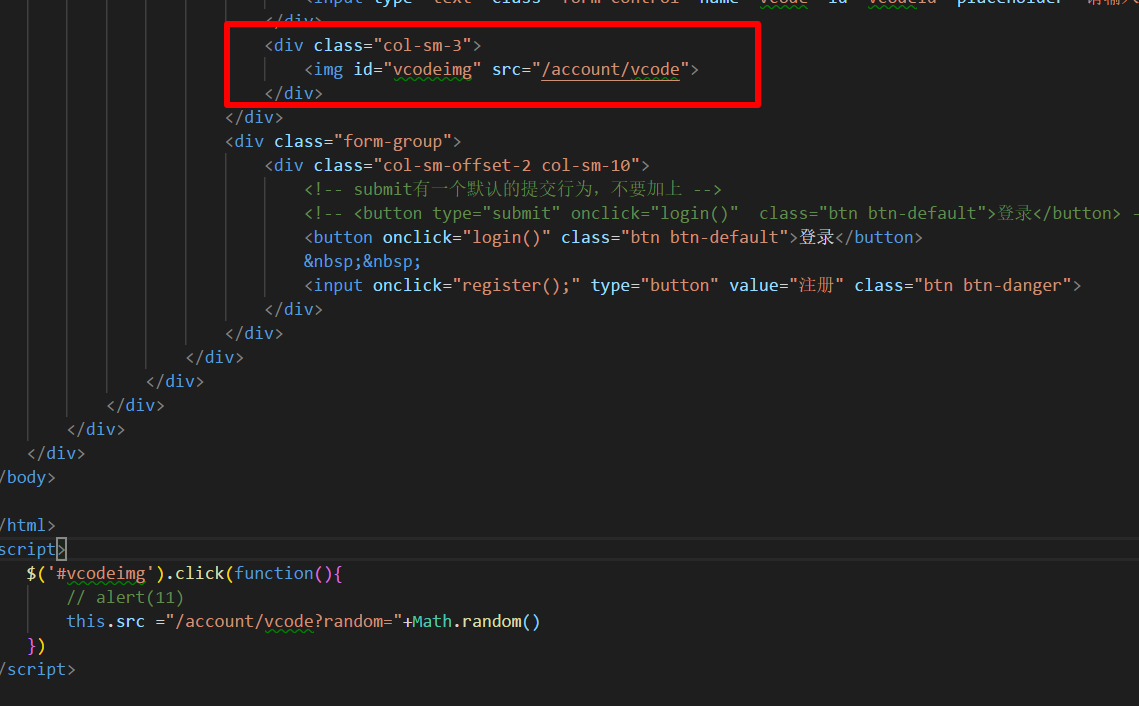 <input type="text" class="form-control" name="vcode" id="vcodeid" placeholder="请输入
</div>
<div class="col-sm-3">
<img id="vcodeimg" src="/account/vcode">
</div>
</div>
<div class="form-group">
<div class="col-sm-offset-2 col-sm-10">
<!-- submit有一个默认的提交行为，不要加上 -->
<!-- <button type="submit" onclick="login()"  class="btn btn-default">登录</button> -
<button onclick="login()" class="btn btn-default">登录</button>
&nbsp;&nbsp;
<input onclick="register();" type="button" value="注册" class="btn btn-danger">
</div>
</div>
</div>
</div>
</div>
</div>
</div>
/body>
/html>
script>
$('#vcodeimg').click(function(){
// alert(11)
this.src ="/account/vcode?random="+Math.random()
})
/script>